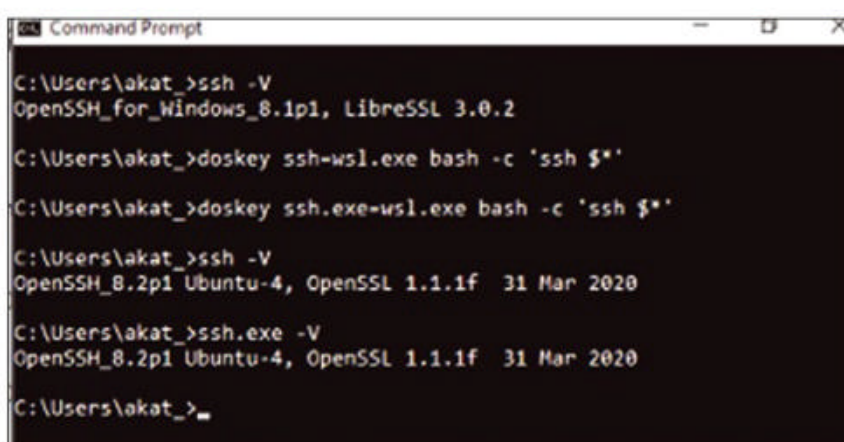 Command Prompt
C:\Users\akat_>ssh -V
OpenSSH_for_Windows_8.1p1, LibreSSL 3.0.2
C:\Users\akat_>doskey ssh=wsl.exe bash -c 'ssh $*'
C:\Users\akat_>doskey ssh.exe=wsl.exe bash -c 'ssh $*'
C:\Users\akat_>ssh -V
OpenSSH_8.2p1 Ubuntu-4, OpenSSL 1.1.1f  31 Mar 2020
C:\Users\akat_>ssh.exe -V
OpenSSH_8.2p1 Ubuntu-4, OpenSSL 1.1.1f  31 Mar 2020
C:\Users\akat_>